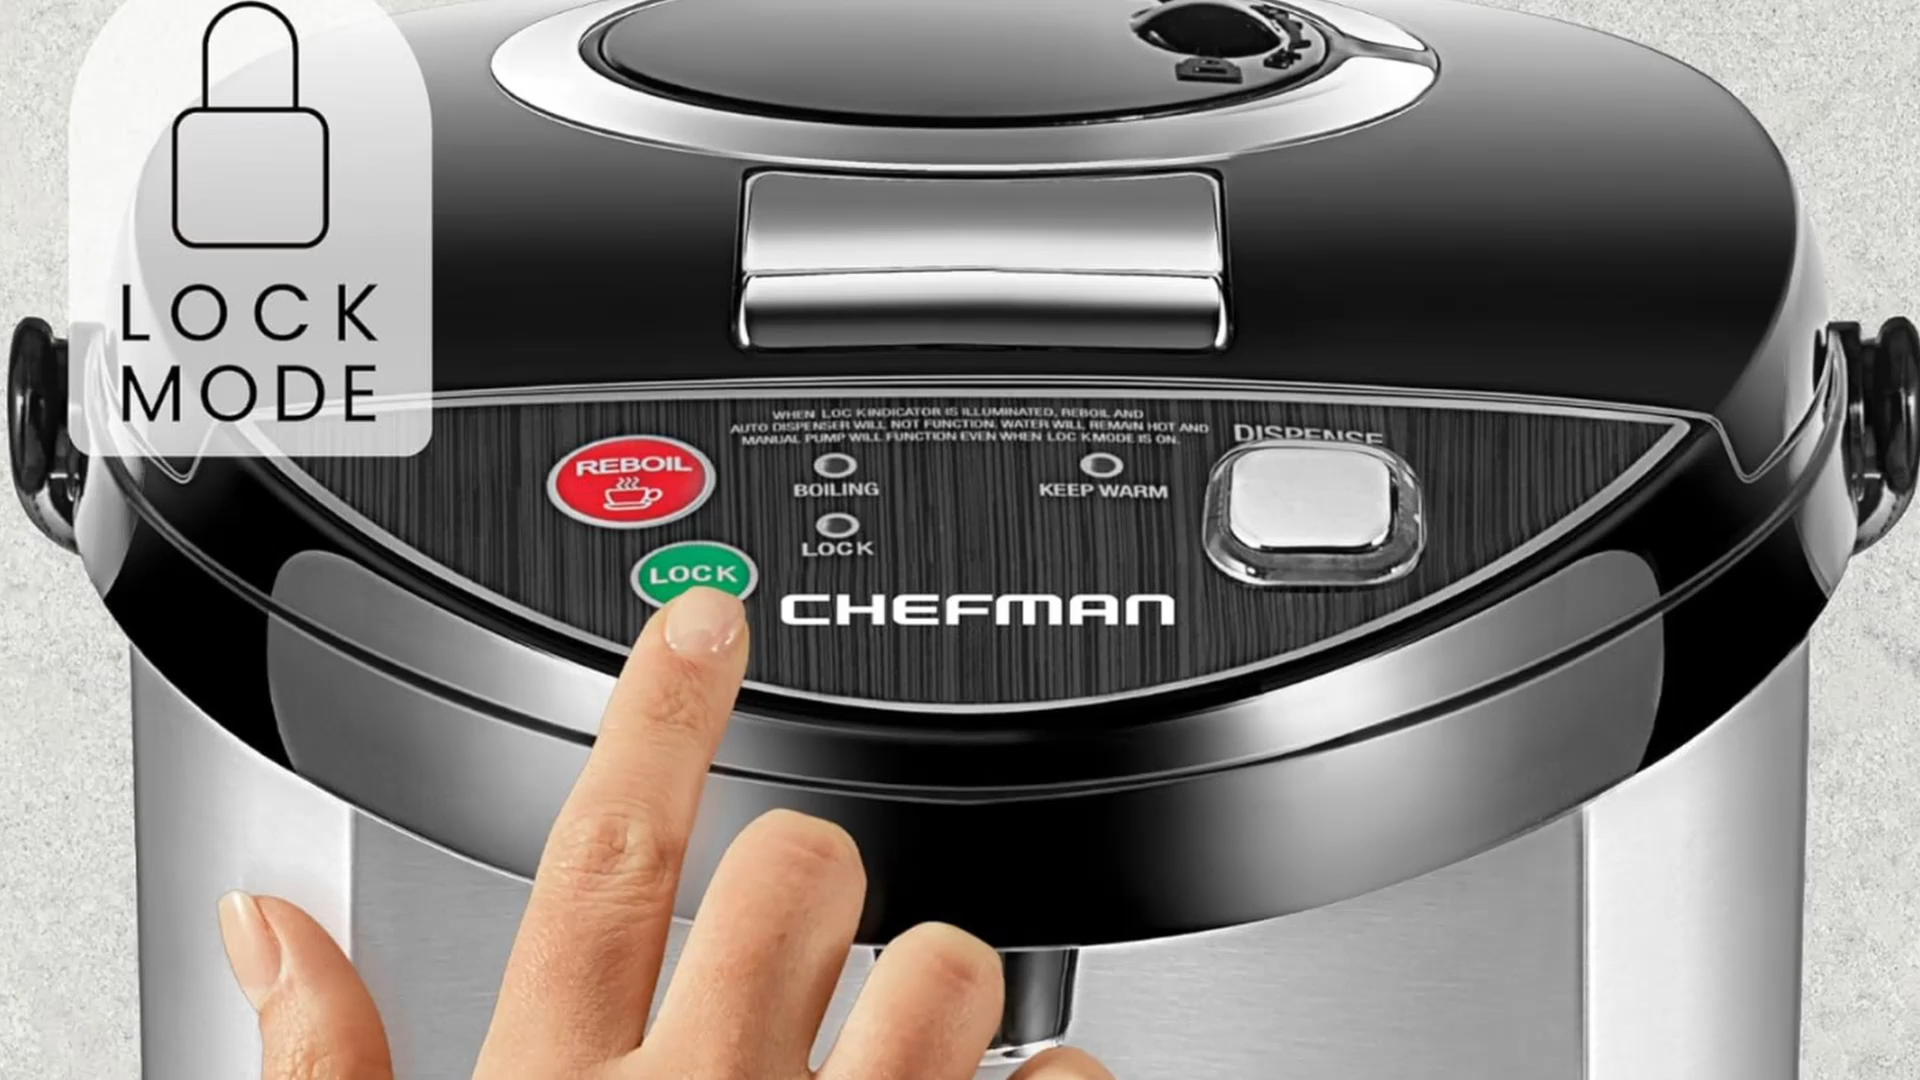 LOCK
MODE
WHEN LOC KINDICATOR IS ILLUMINATED, REBOIL AND
AUTO DISPENSER WILL NOT FUNCTION. WATER WILL REMAIN HOT AND
MANUAL PUMP WILL FUNCTION EVEN WHEN LOC KMODE IS ON.
DISPENSE
REBOIL
BOILING
KEEP WARM
LOCK
LOCK
CHEFMAN